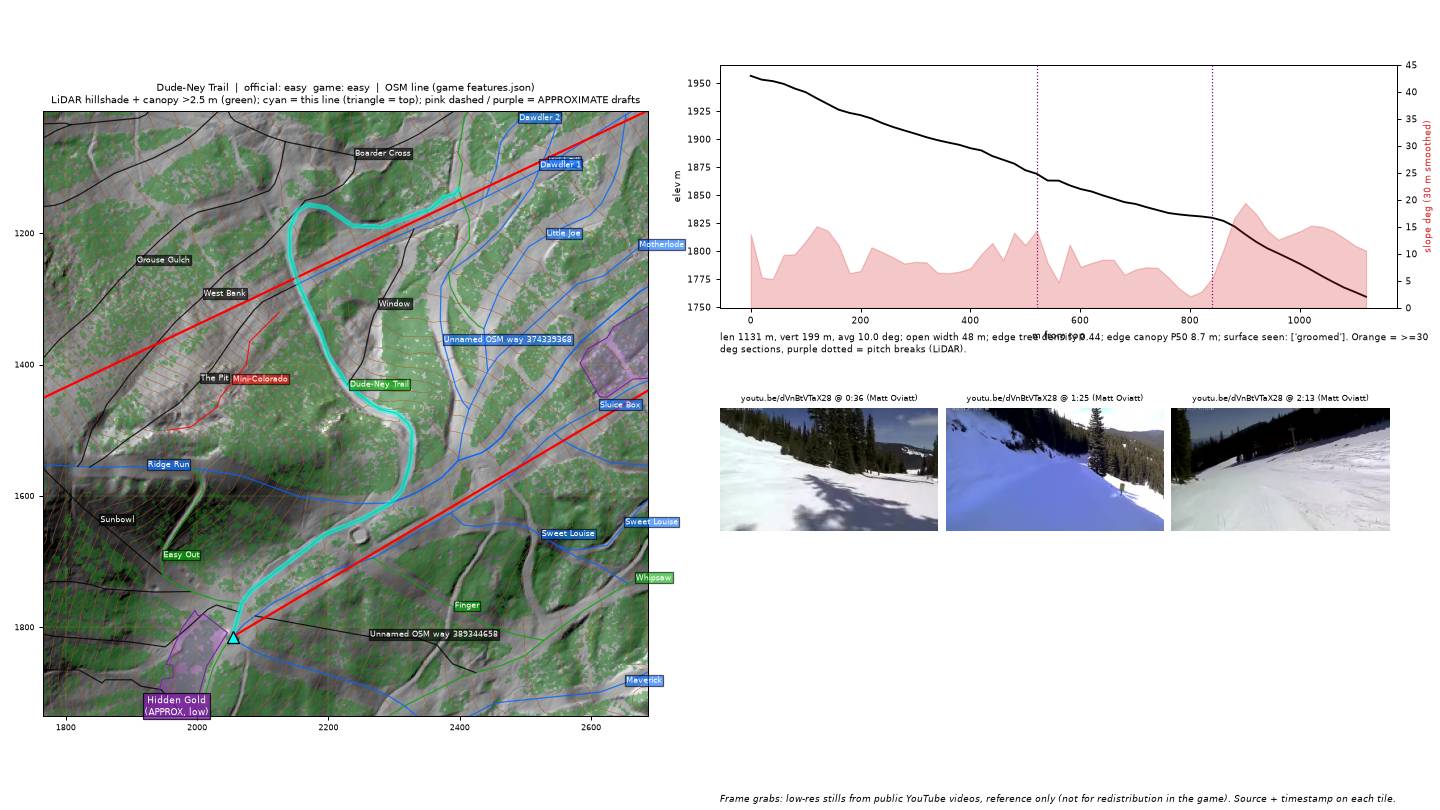 Dude-Ney Trail | official: easy game: easy | OSM line (game features.json)
LiDAR hillshade + canopy >2.5 m (green); cyan = this line (triangle = top); pink dashed / purple = APPROXIMATE drafts
Dawdler 2
Boarder Cross
Dawdler 1
Little Joe
Motherlode
Grouse Gulch
West Bank
Window
Unnamed OSM way 374339368
The Pit
Mini-Colorado
Dude-Ney Trail
Sluice Box
Ridge Run
Sunbowl
Sweet Louise
Sweet Louise
Easy Out
Whipsaw
Finger
Unnamed OSM way 389344658
Maverick
Hidden Gold
(APPROX, low)
1200
1400
1600
1800
1800
2000
2200
2400
2600
elev m
1950
1925
1900
1875
1850
1825
1800
1775
1750
0
200
400
600
800
1000
45
40
35
30
25
20
15
10
5
0
slope deg (30 m smoothed)
len 1131 m, vert 199 m, avg 10.0 deg; open width 48 m; edge tree density 0.44; edge canopy P50 8.7 m; surface seen: ['groomed']. Orange = >=30
deg sections, purple dotted = pitch breaks (LiDAR).
youtu.be/dVnBtVTaX28 @ 0:36 (Matt Oviatt)
youtu.be/dVnBtVTaX28 @ 1:25 (Matt Oviatt)
youtu.be/dVnBtVTaX28 @ 2:13 (Matt Oviatt)
Frame grabs: low-res stills from public YouTube videos, reference only (not for redistribution in the game). Source + timestamp on each tile.